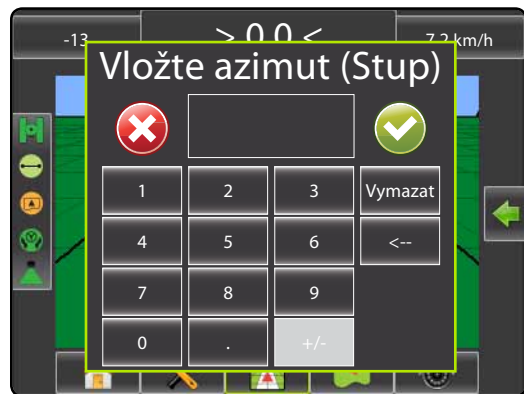 -13
> 0.0 <
7.2 km/h
Vložte azimut (Stup)
1 2 3 Vymazat
4 5 6 <--
7 8 9
0 . +/-